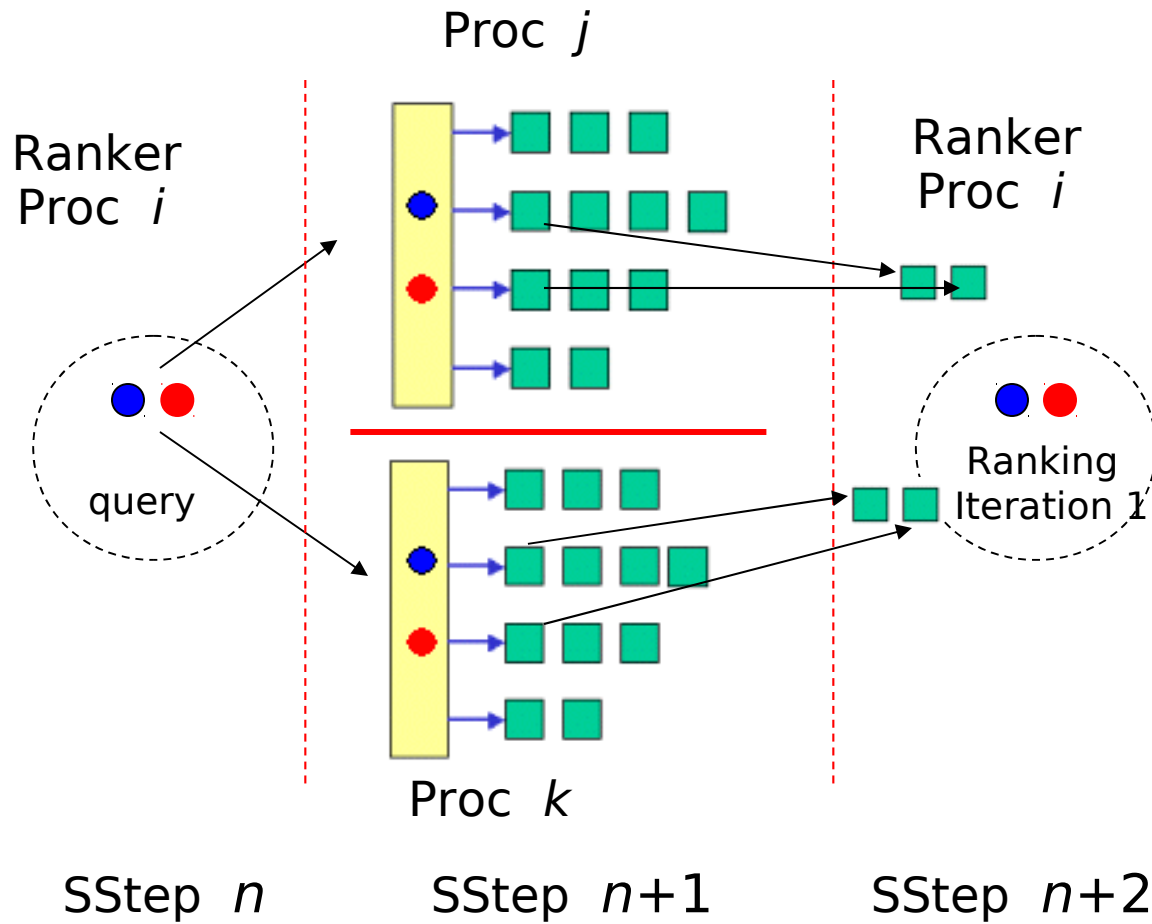 Proc j
Ranker
Proc i
Ranker
Proc i
query
Ranking
Iteration 1
Proc k
SStep n
SStep n+1
SStep n+2